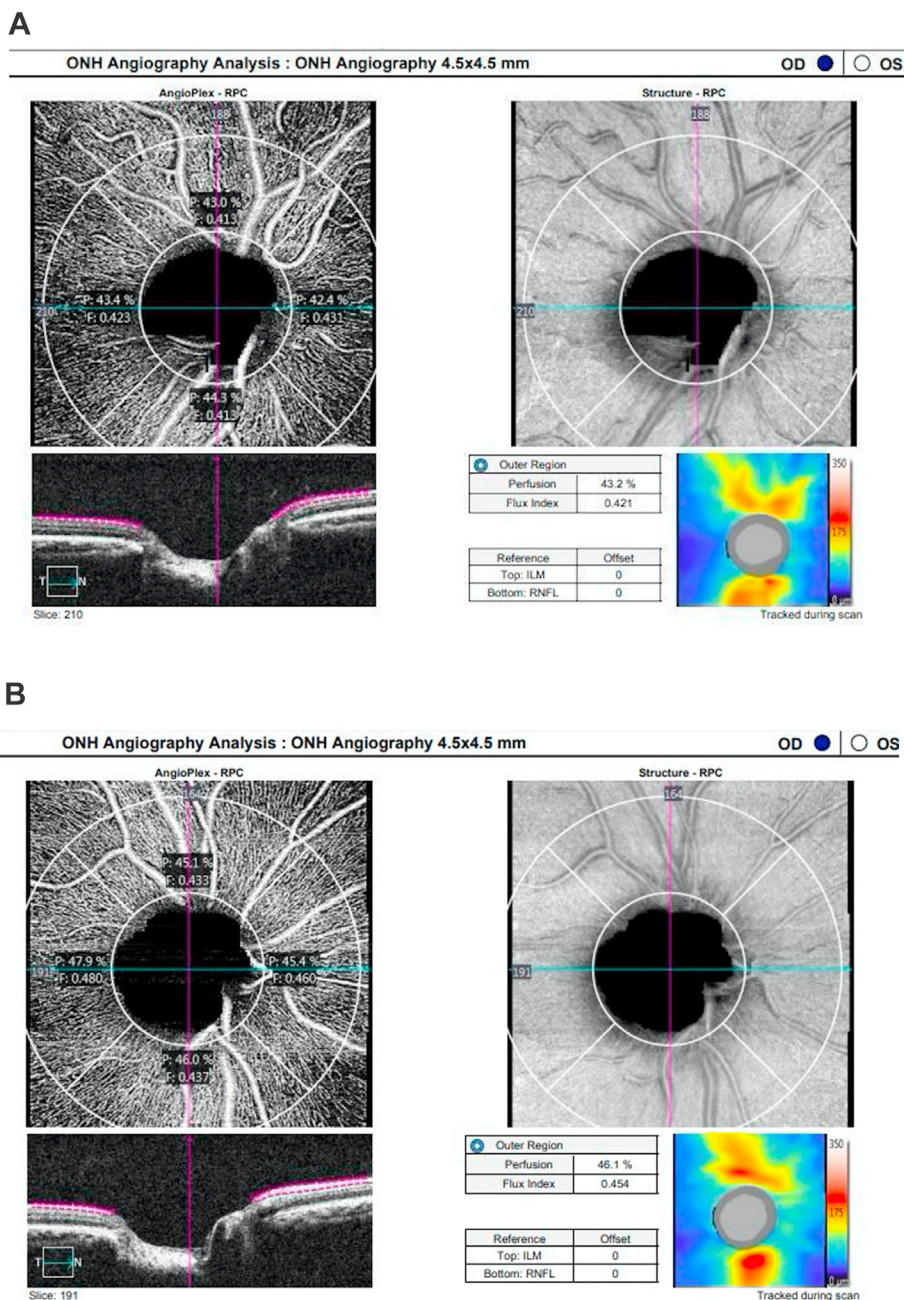 A
ONH Angiography Analysis : ONH Angiography 4.5x4.5 mm OD OS
AngioPlex - RPC
Structure - RPC
188
P: 43.0 %
F: 0.413
P: 43.4 %
F: 0.423
P: 42.4 %
F: 0.431
210
P: 44.3 %
F: 0.413
188
210
T N
Slice: 210
Outer Region
Perfusion 43.2 %
Flux Index 0.421
Reference Offset
Top: ILM 0
Bottom: RNFL 0
350
175
0 µm
Tracked during scan
B
ONH Angiography Analysis : ONH Angiography 4.5x4.5 mm OD OS
AngioPlex - RPC
Structure - RPC
164
P: 45.1 %
F: 0.433
P: 47.9 %
F: 0.480
P: 45.4 %
F: 0.460
191
P: 46.0 %
F: 0.437
164
191
T N
Slice: 191
Outer Region
Perfusion 46.1 %
Flux Index 0.454
Reference Offset
Top: ILM 0
Bottom: RNFL 0
350
175
0 µm
Tracked during scan